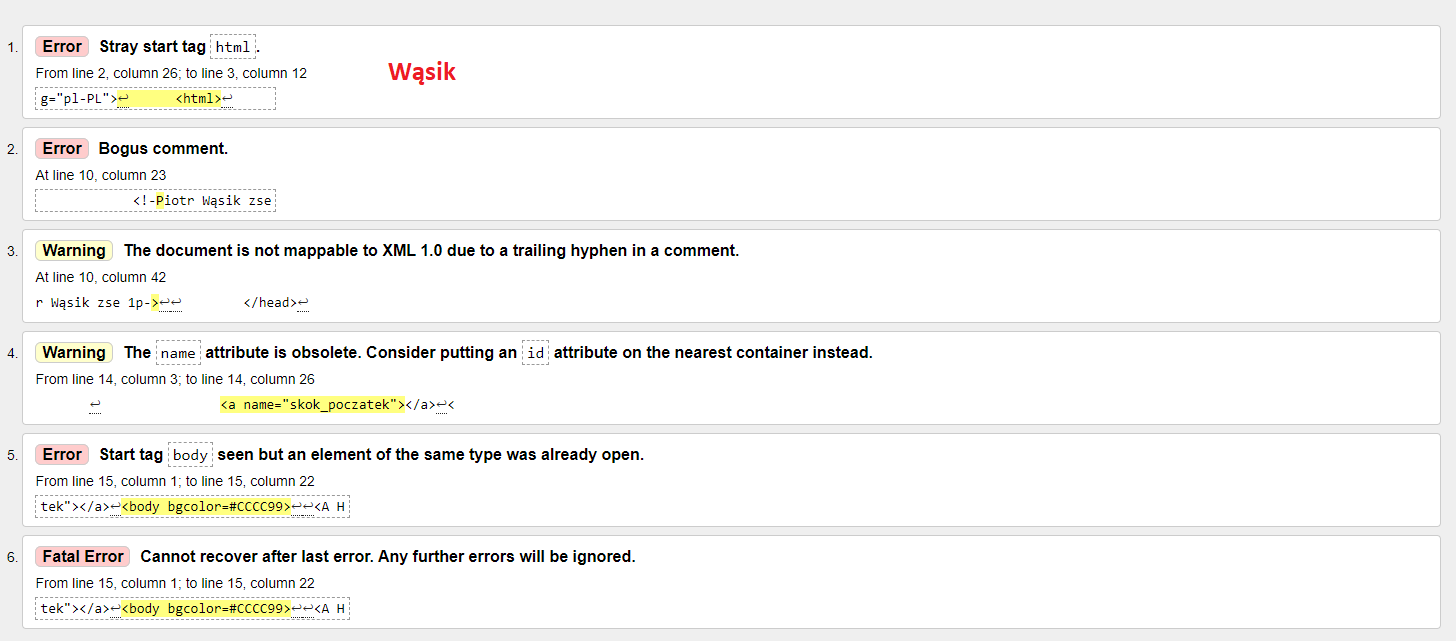 1. Error Stray start tag html.
From line 2, column 26; to line 3, column 12
Wąsik
g="pl-PL">↩ <html>↩
2. Error Bogus comment.
At line 10, column 23
<!-Piotr Wąsik zse
3. Warning The document is not mappable to XML 1.0 due to a trailing hyphen in a comment.
At line 10, column 42
r Wąsik zse 1p->↩↩ </head>↩
4. Warning The name attribute is obsolete. Consider putting an id attribute on the nearest container instead.
From line 14, column 3; to line 14, column 26
↩ <a name="skok_poczatek"></a>↩<
5. Error Start tag body seen but an element of the same type was already open.
From line 15, column 1; to line 15, column 22
tek"></a>↩<body bgcolor=#CCCC99>↩↩<A H
6. Fatal Error Cannot recover after last error. Any further errors will be ignored.
From line 15, column 1; to line 15, column 22
tek"></a>↩<body bgcolor=#CCCC99>↩↩<A H